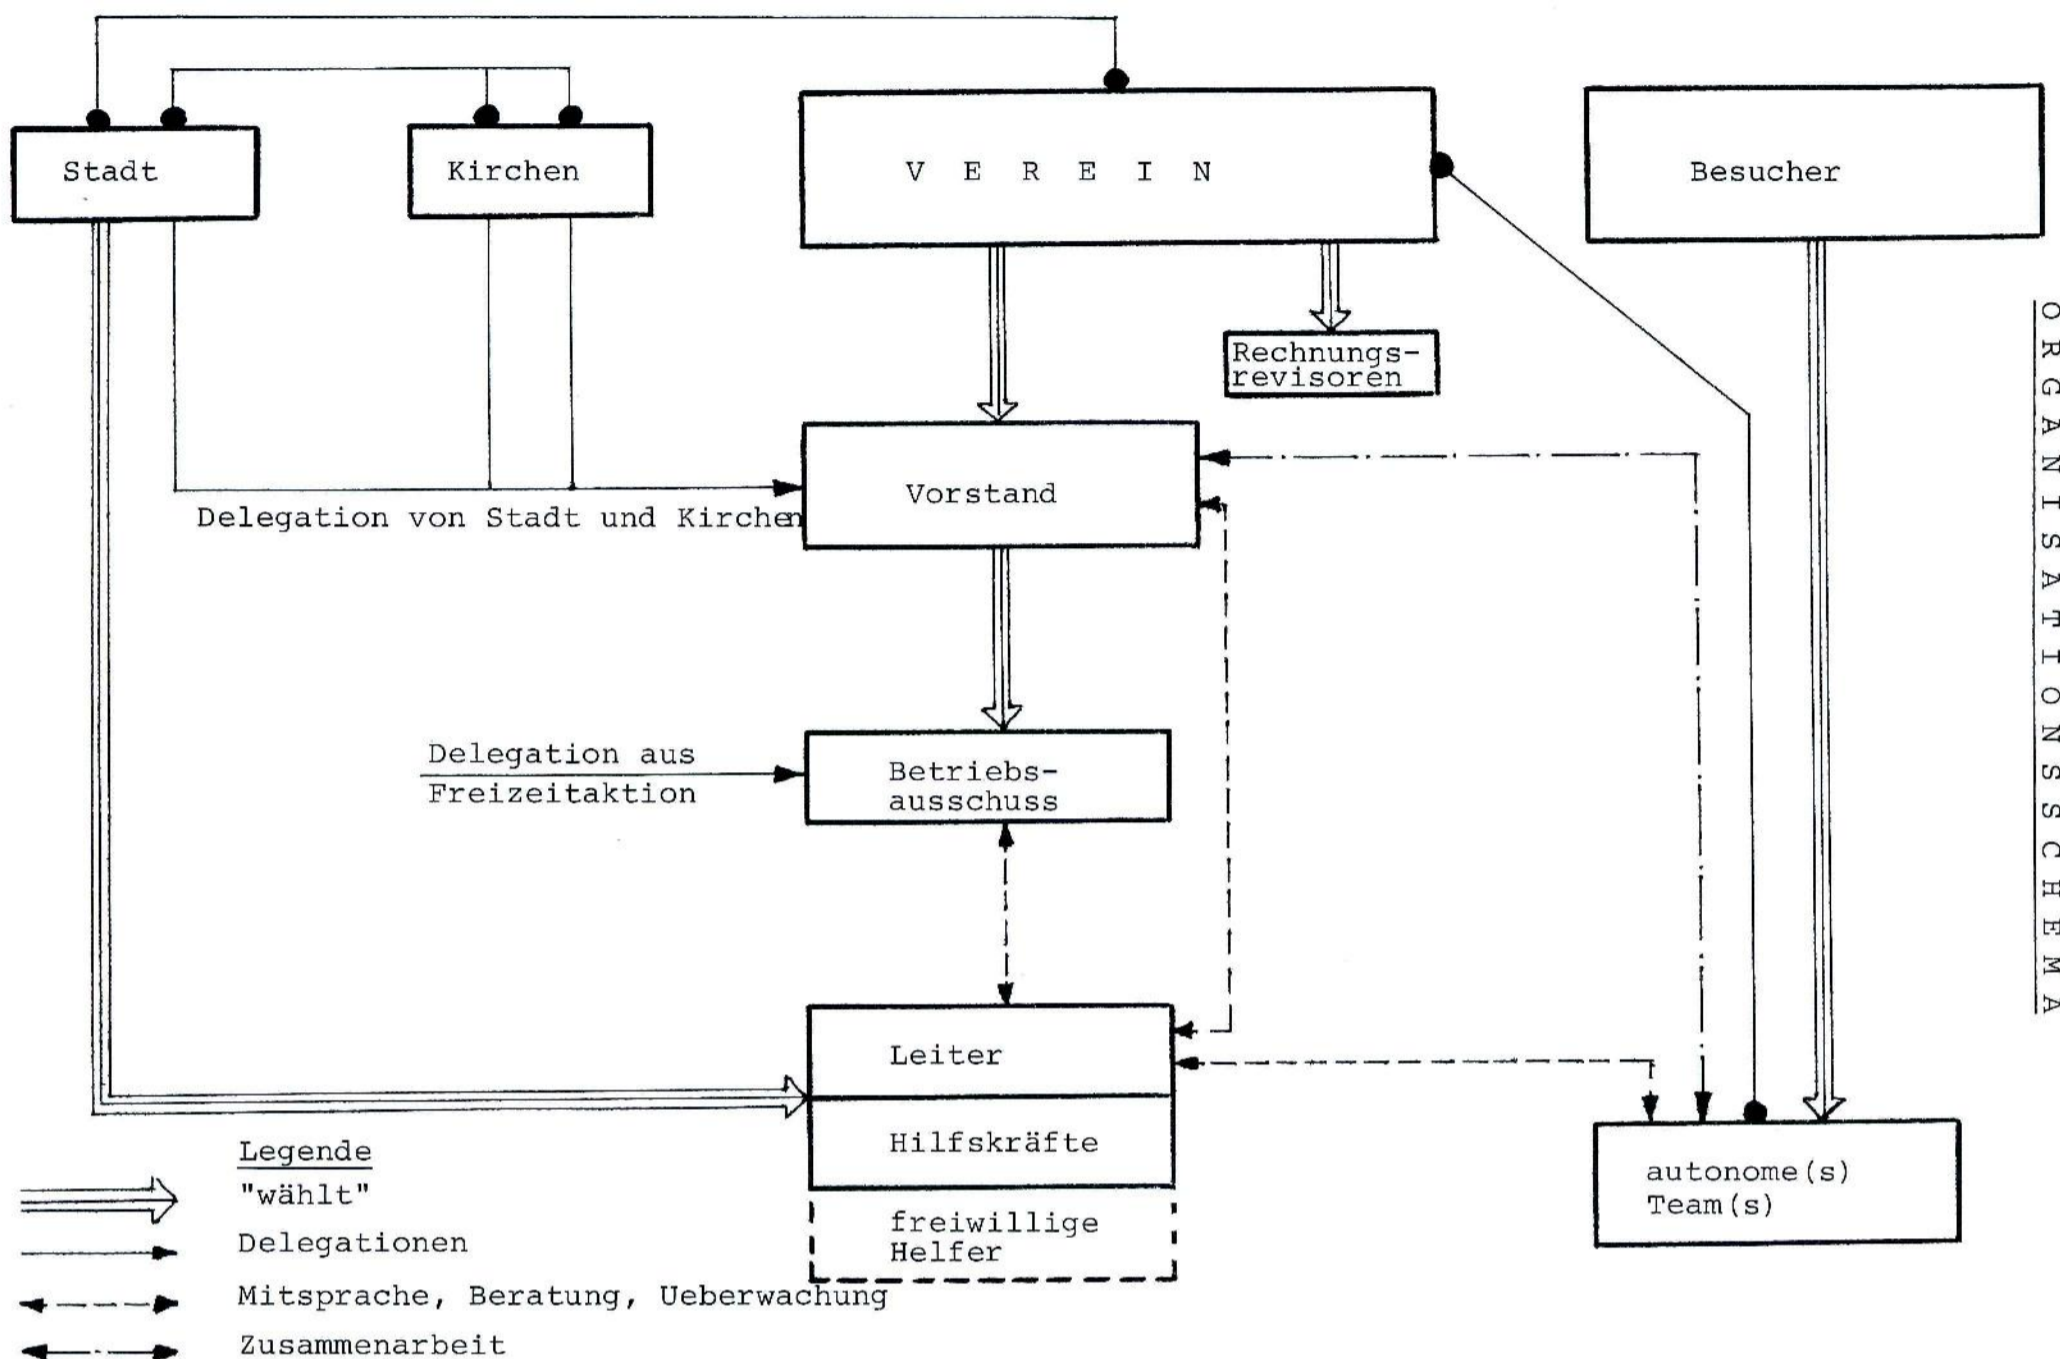 Stadt
Kirchen
V E R E I N
Besucher
Rechnungs-
revisoren
Vorstand
Delegation von Stadt und Kirchen
Delegation aus
Freizeitaktion
Betriebs-
ausschuss
Leiter
Hilfskräfte
freiwillige
Helfer
autonome(s)
Team(s)
Legende
"wählt"
Delegationen
Mitsprache, Beratung, Ueberwachung
Zusammenarbeit
O R G A N I S A T I O N S S C H E M A